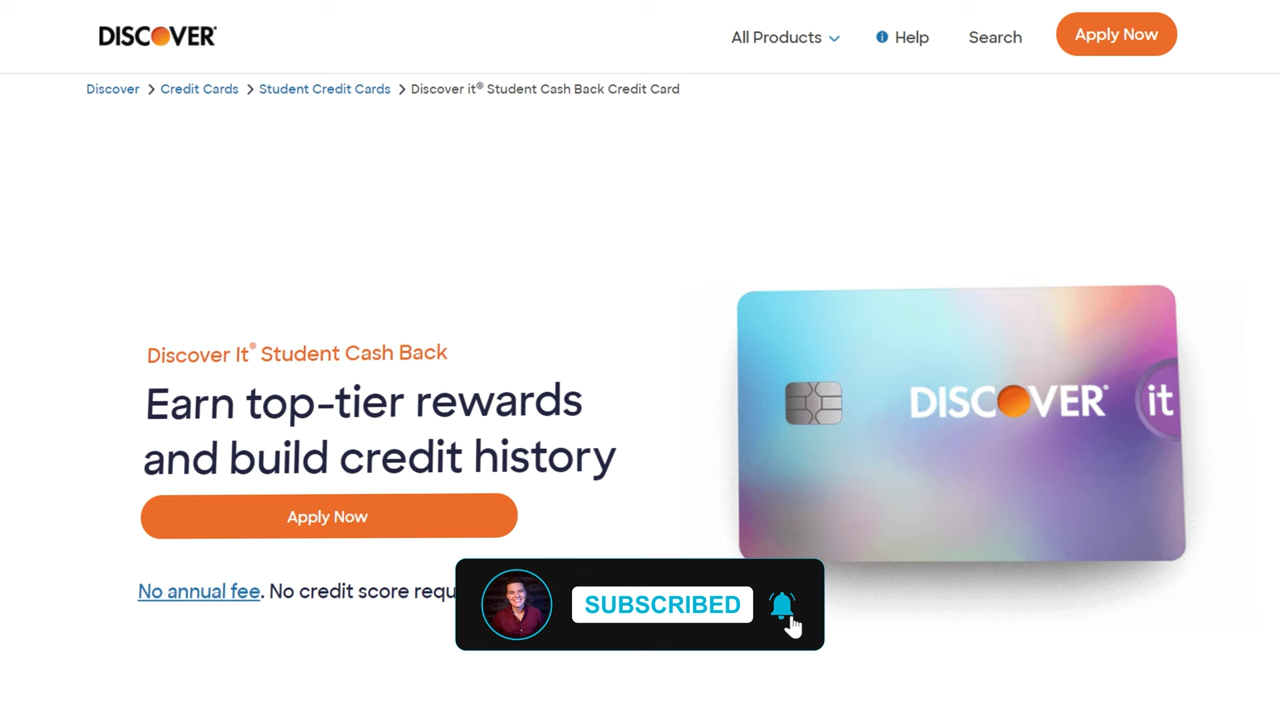 DISCOVER
All Products
Help
Search
Apply Now
Discover > Credit Cards > Student Credit Cards > Discover it® Student Cash Back Credit Card
Discover It® Student Cash Back
Earn top-tier rewards
and build credit history
Apply Now
No annual fee. No credit score requ
DISCOVER®
it
SUBSCRIBED